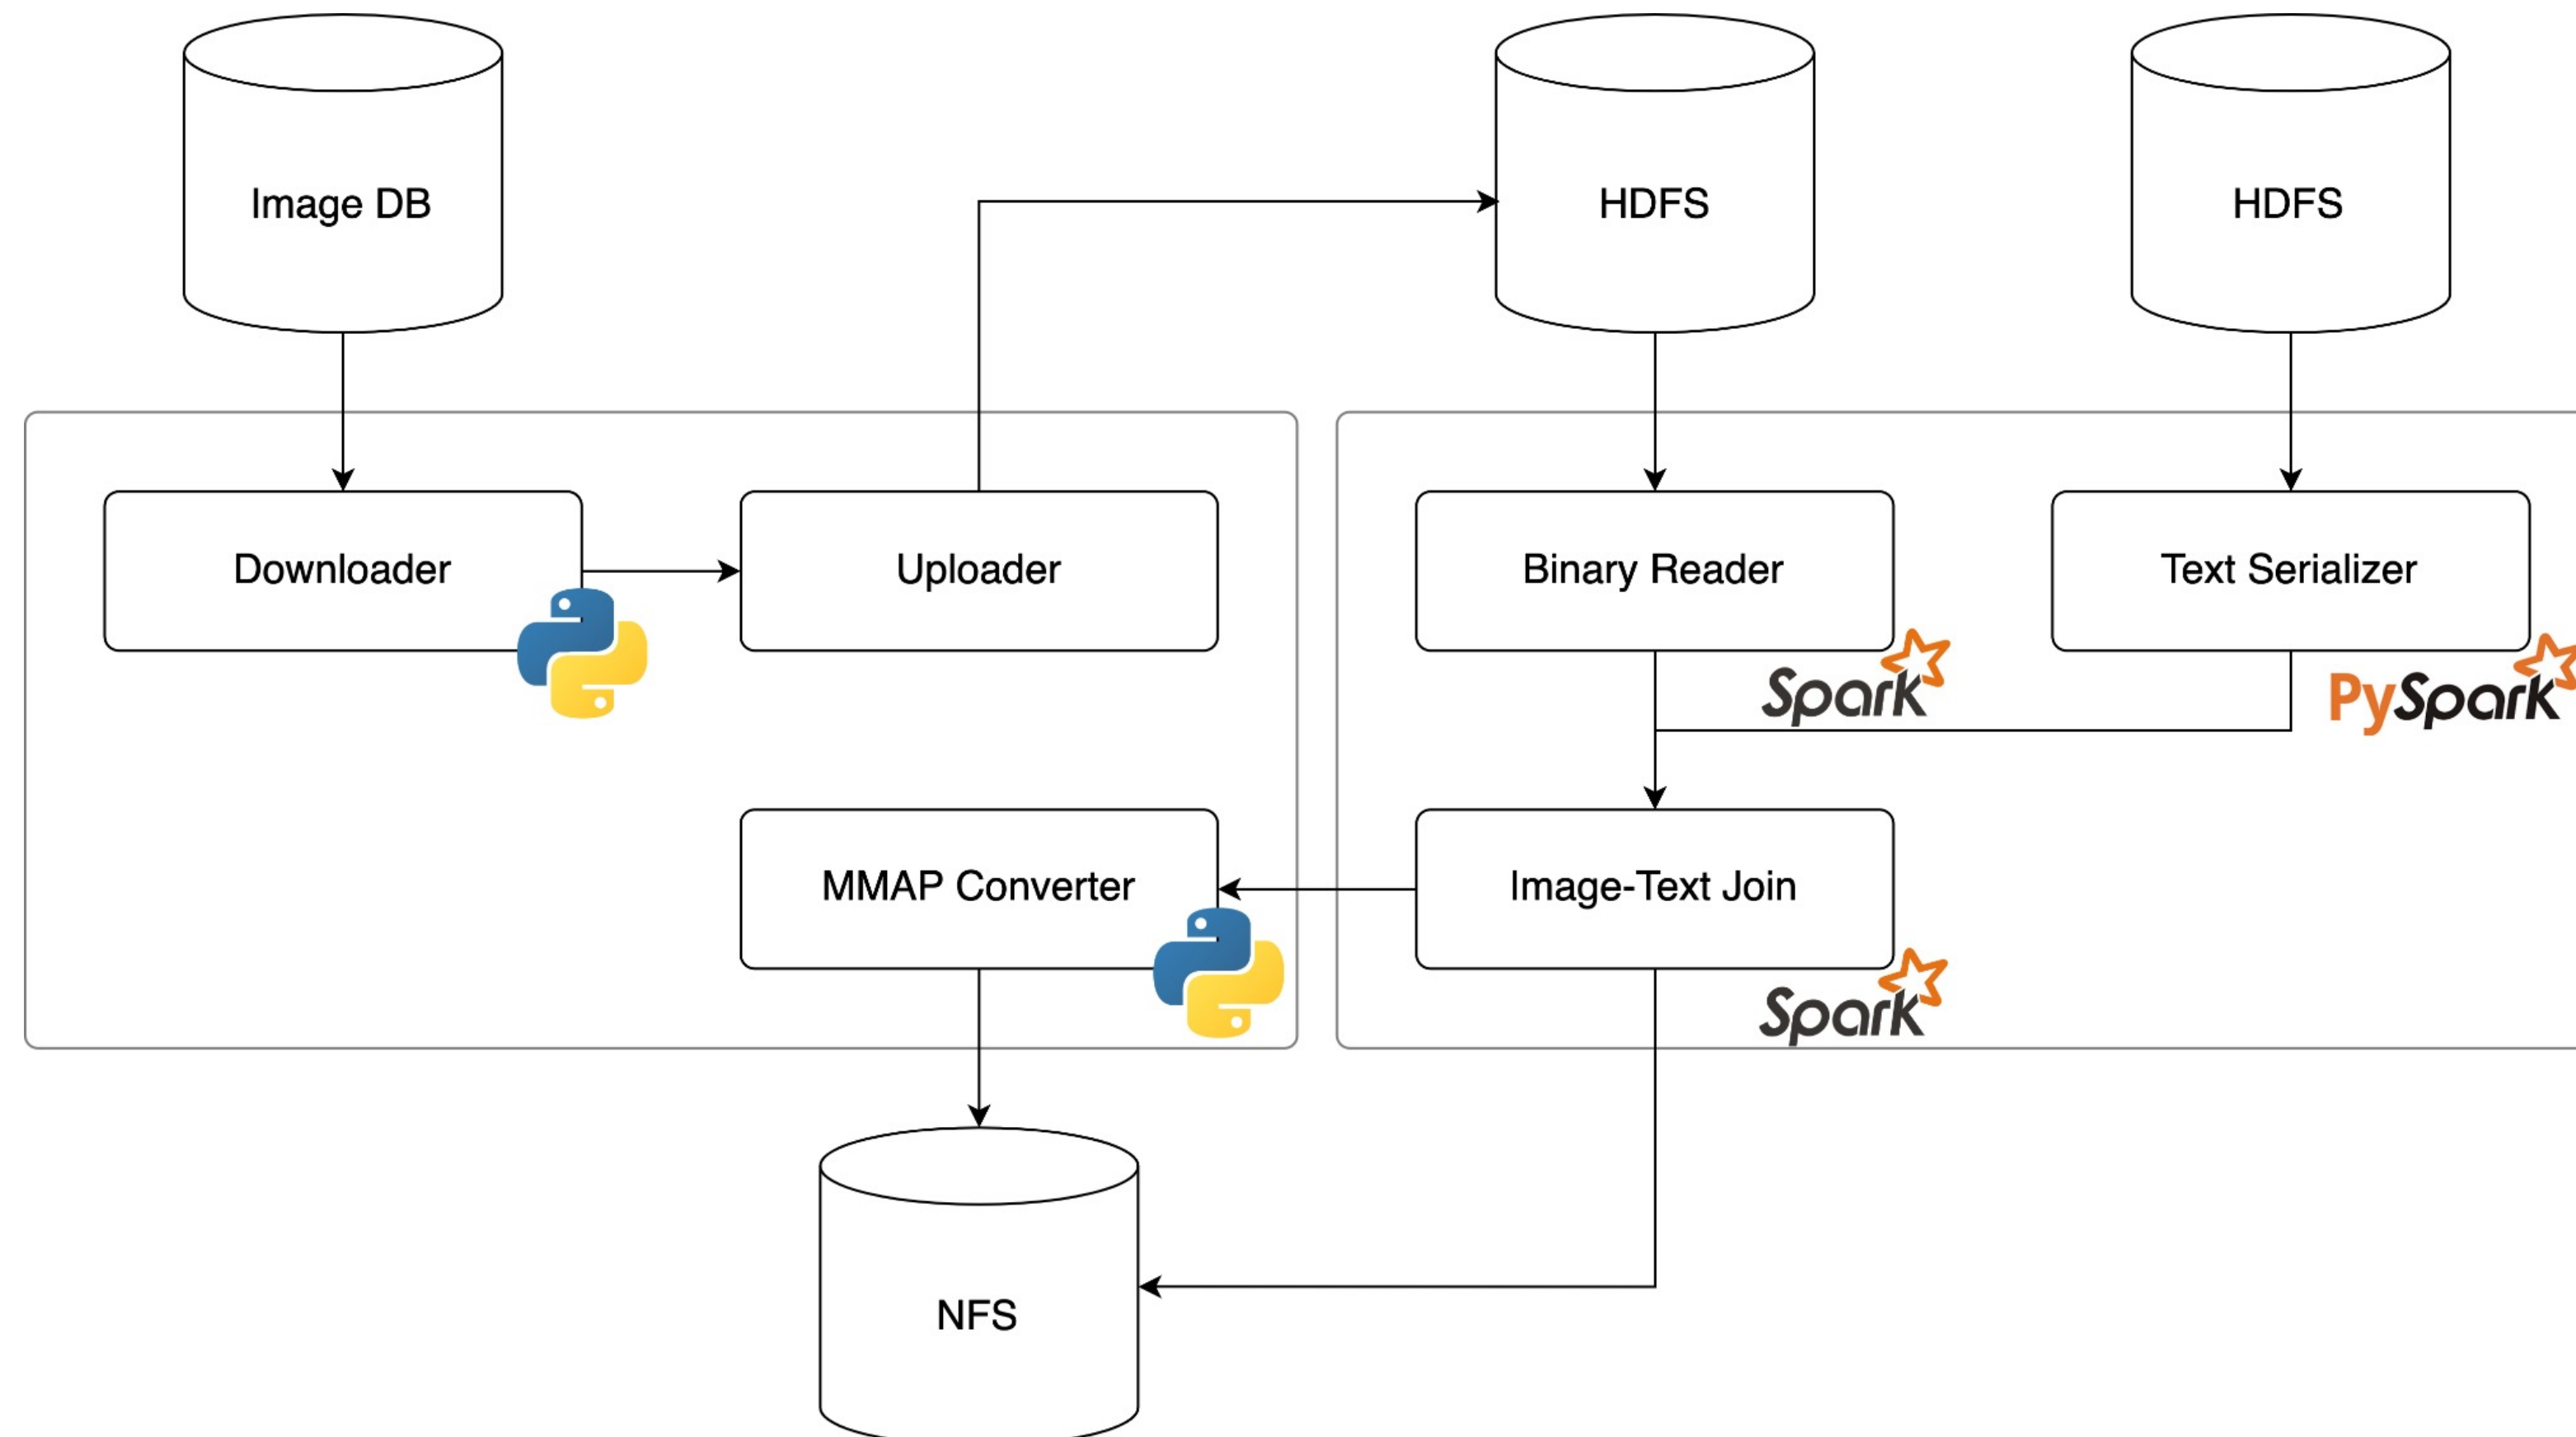 Image DB
HDFS
HDFS
Downloader
Uploader
Binary Reader
Text Serializer
Spark
PySpark
MMAP Converter
Image-Text Join
Spark
NFS